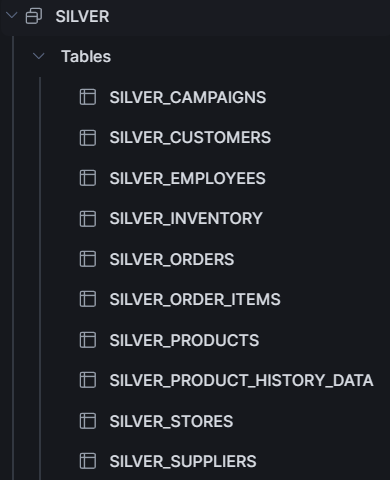 SILVER
Tables
SILVER_CAMPAIGNS
SILVER_CUSTOMERS
SILVER_EMPLOYEES
SILVER_INVENTORY
SILVER_ORDERS
SILVER_ORDER_ITEMS
SILVER_PRODUCTS
SILVER_PRODUCT_HISTORY_DATA
SILVER_STORES
SILVER_SUPPLIERS